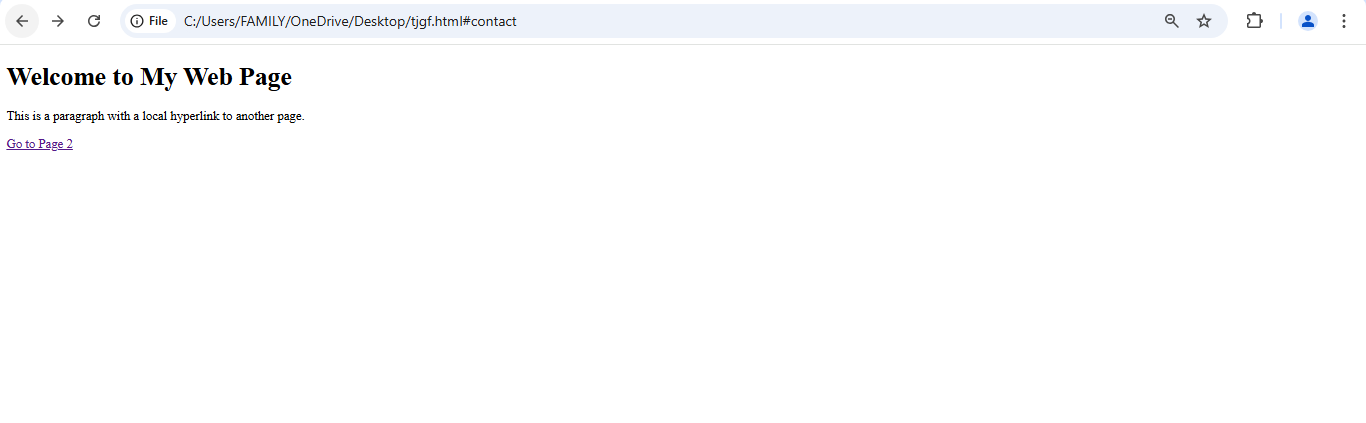 File C:/Users/FAMILY/OneDrive/Desktop/tjgf.html#contact
Welcome to My Web Page
This is a paragraph with a local hyperlink to another page.
Go to Page 2